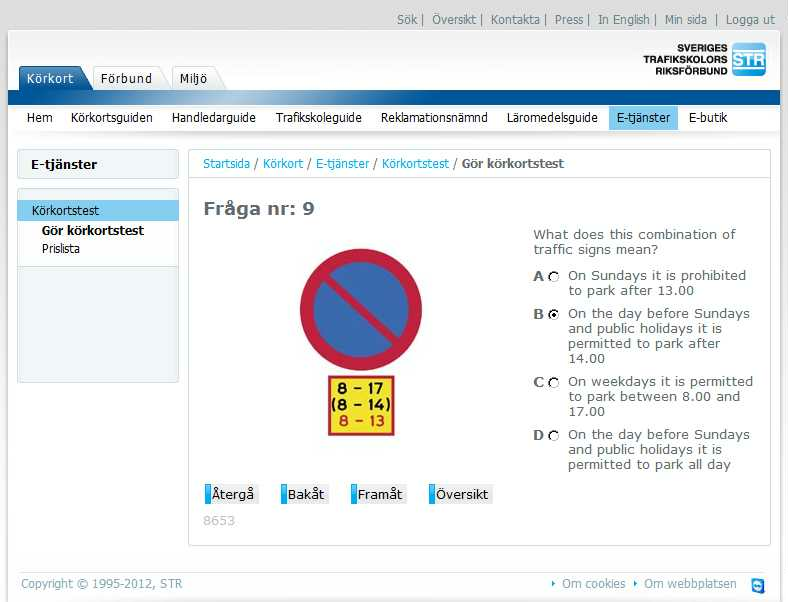 Sök | Översikt | Kontakta | Press | In English | Min sida | Logga ut
SVERIGES
TRAFIKSKOLORS
RIKSFÖRBUND
STR
Körkort Förbund Miljö
Hem Körkortsguiden Handledarguide Trafikskoleguide Reklamationsnämnd Läromedelsguide E-tjänster E-butik
E-tjänster
Körkortstest
Gör körkortstest
Prislista
Startsida / Körkort / E-tjänster / Körkortstest / Gör körkortstest
Fråga nr: 9
8 - 17
(8 - 14)
8 - 13
What does this combination of
traffic signs mean?
A On Sundays it is prohibited
to park after 13.00
B On the day before Sundays
and public holidays it is
permitted to park after
14.00
C On weekdays it is permitted
to park between 8.00 and
17.00
D On the day before Sundays
and public holidays it is
permitted to park all day
Återgå Bakåt Framåt Översikt
8653
Copyright © 1995-2012, STR
Om cookies Om webbplatsen